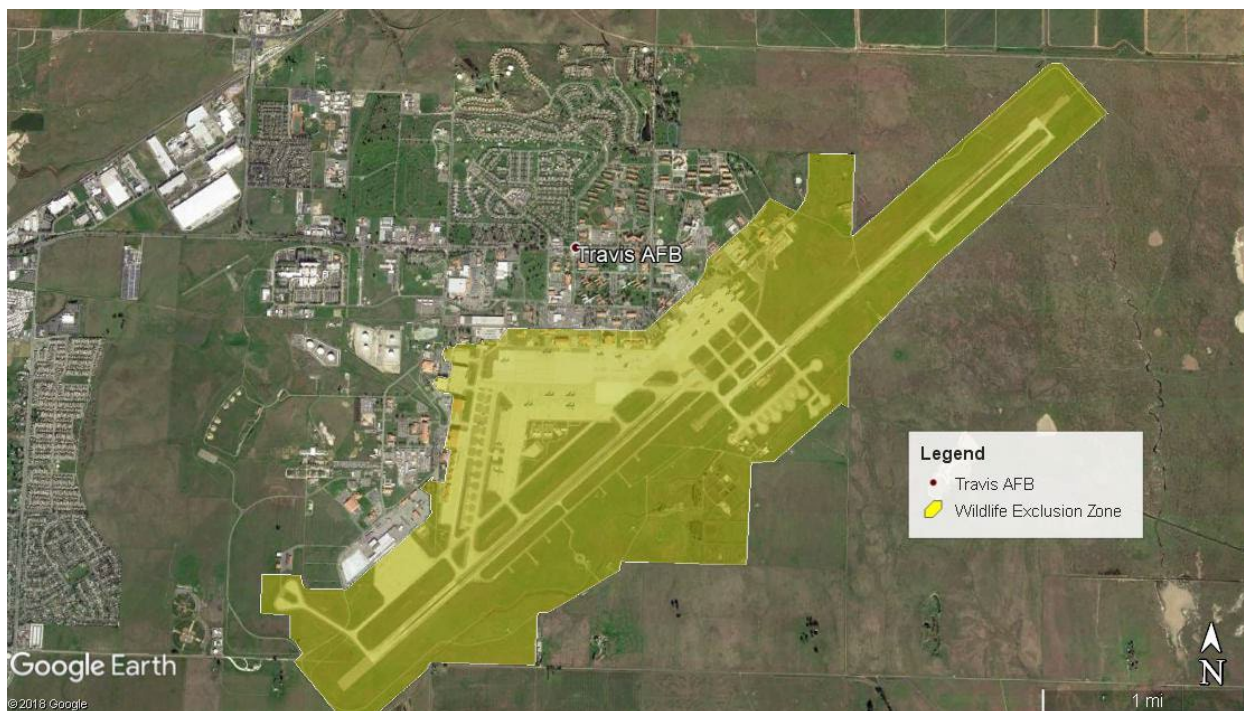 Travis AFB
Legend
Travis AFB
Wildlife Exclusion Zone
Google Earth
N
©2018 Google
1 mi